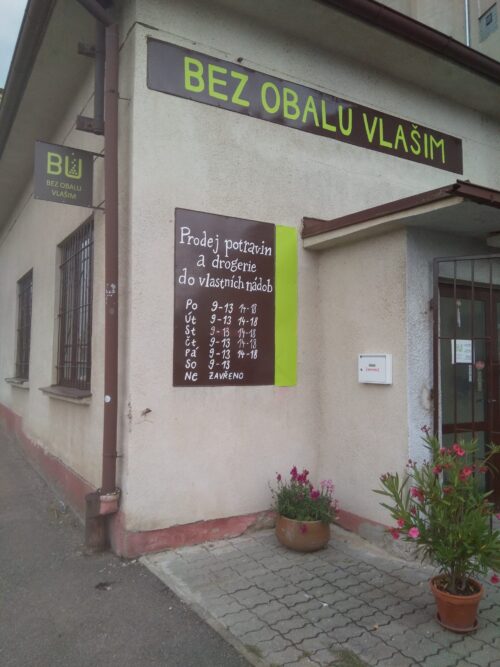 BEZ OBALU VLAŠIM
BU
BEZ OBALU
VLAŠIM
Prodej potravin
a drogerie
do vlastních nádob
Po 9-13 14-18
Út 9-13 14-18
St 9-13 14-18
Čt 9-13 14-18
Pá 9-13 14-18
So 9-13
Ne ZAVŘENO